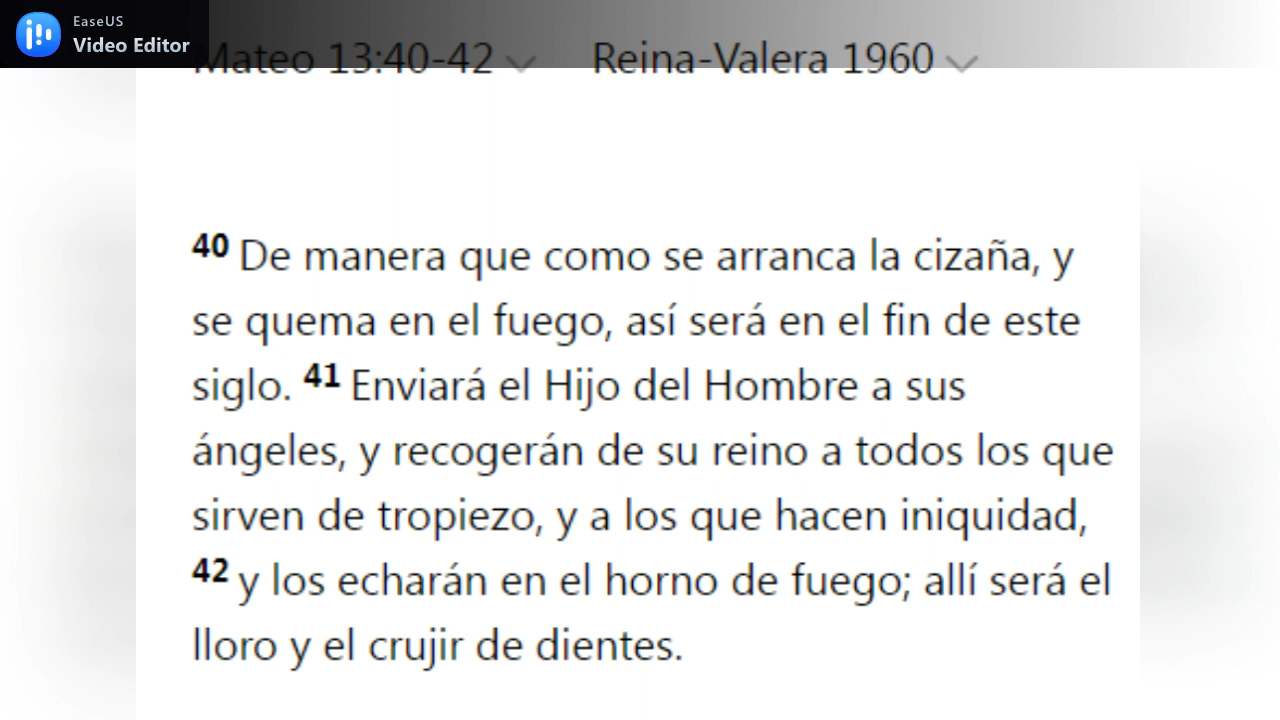 EaseUS
Video Editor
Mateo 13:40-42 Reina-Valera 1960
40 De manera que como se arranca la cizaña, y
se quema en el fuego, así será en el fin de este
siglo. 41 Enviará el Hijo del Hombre a sus
ángeles, y recogerán de su reino a todos los que
sirven de tropiezo, y a los que hacen iniquidad,
42 y los echarán en el horno de fuego; allí será el
lloro y el crujir de dientes.